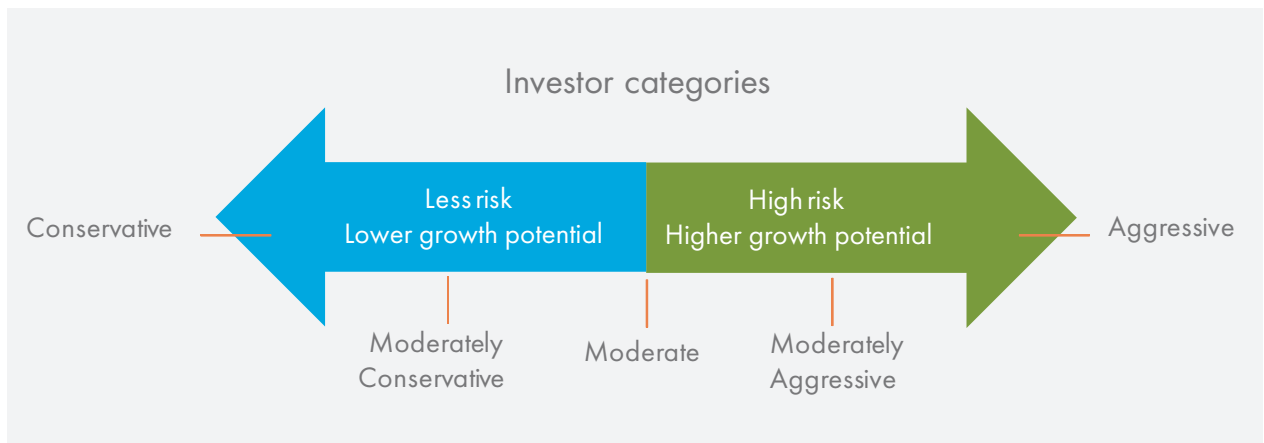 Investor categories
Less risk
Lower growth potential
High risk
Higher growth potential
Conservative
Aggressive
Moderately
Conservative
Moderate
Moderately
Aggressive